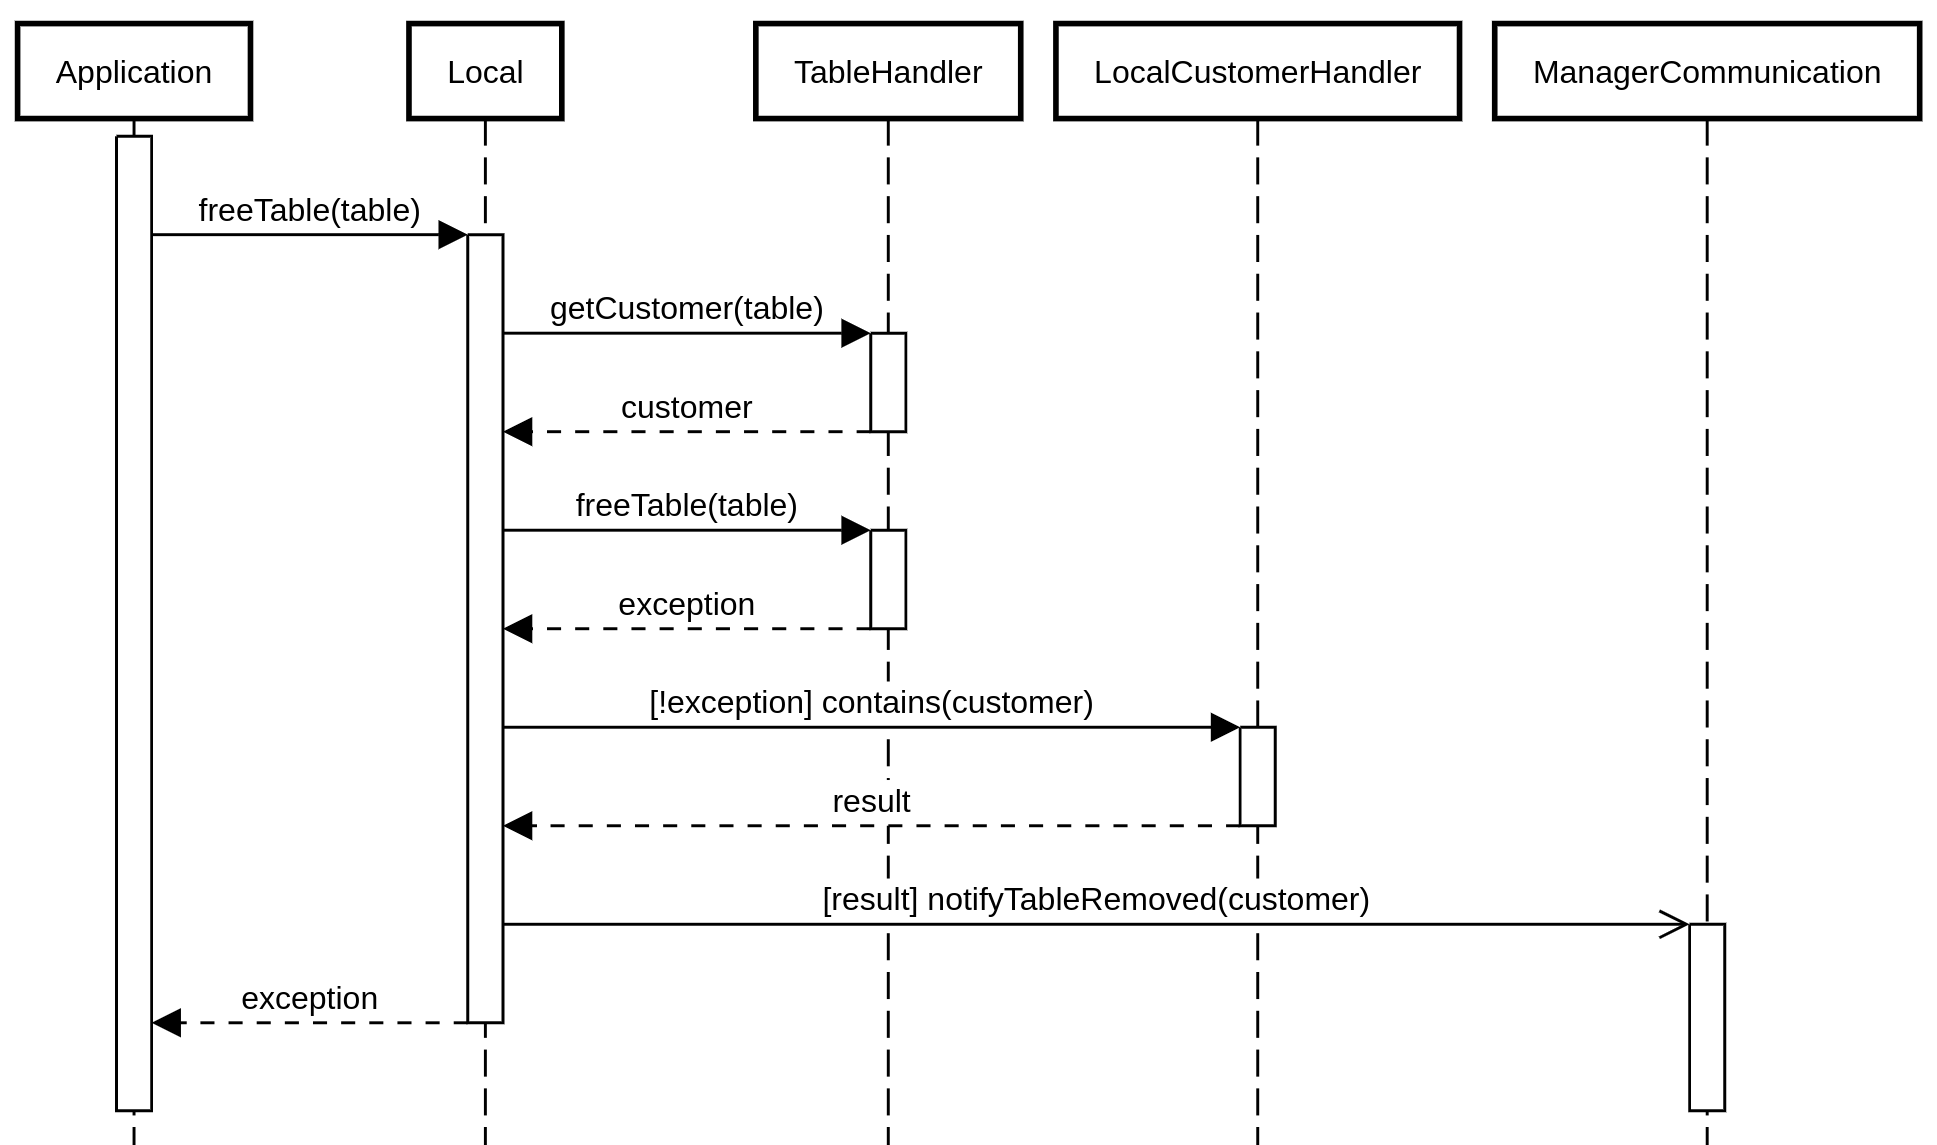 Application
Local
TableHandler
LocalCustomerHandler
ManagerCommunication
freeTable(table)
getCustomer(table)
customer
freeTable(table)
exception
[!exception] contains(customer)
result
[result] notifyTableRemoved(customer)
exception